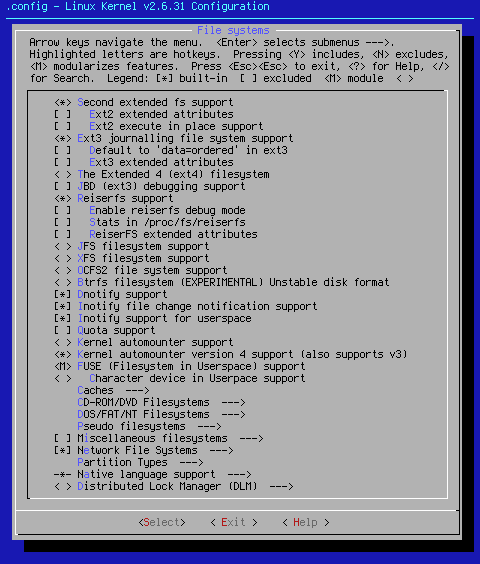 .config - Linux Kernel v2.6.31 Configuration
File systems
Arrow keys navigate the menu. <Enter> selects submenus --->.
Highlighted letters are hotkeys. Pressing <Y> includes, <N> excludes,
<M> modularizes features. Press <Esc><Esc> to exit, <?> for Help, </>
for Search. Legend: [*] built-in [ ] excluded <M> module < >
<*> Second extended fs support
[ ] Ext2 extended attributes
[ ] Ext2 execute in place support
<*> Ext3 journalling file system support
[ ] Default to 'data=ordered' in ext3
[ ] Ext3 extended attributes
< > The Extended 4 (ext4) filesystem
[ ] JBD (ext3) debugging support
<*> Reiserfs support
[ ] Enable reiserfs debug mode
[ ] Stats in /proc/fs/reiserfs
[ ] ReiserFS extended attributes
< > JFS filesystem support
< > XFS filesystem support
< > OCFS2 file system support
< > Btrfs filesystem (EXPERIMENTAL) Unstable disk format
[*] Dnotify support
[*] Inotify file change notification support
[*] Inotify support for userspace
[ ] Quota support
< > Kernel automounter support
<*> Kernel automounter version 4 support (also supports v3)
<M> FUSE (Filesystem in Userspace) support
< > Character device in Userpace support
Caches --->
CD-ROM/DVD Filesystems --->
DOS/FAT/NT Filesystems --->
Pseudo filesystems --->
[ ] Miscellaneous filesystems --->
[*] Network File Systems --->
Partition Types --->
-*- Native language support --->
< > Distributed Lock Manager (DLM) --->
<Select> < Exit > < Help >